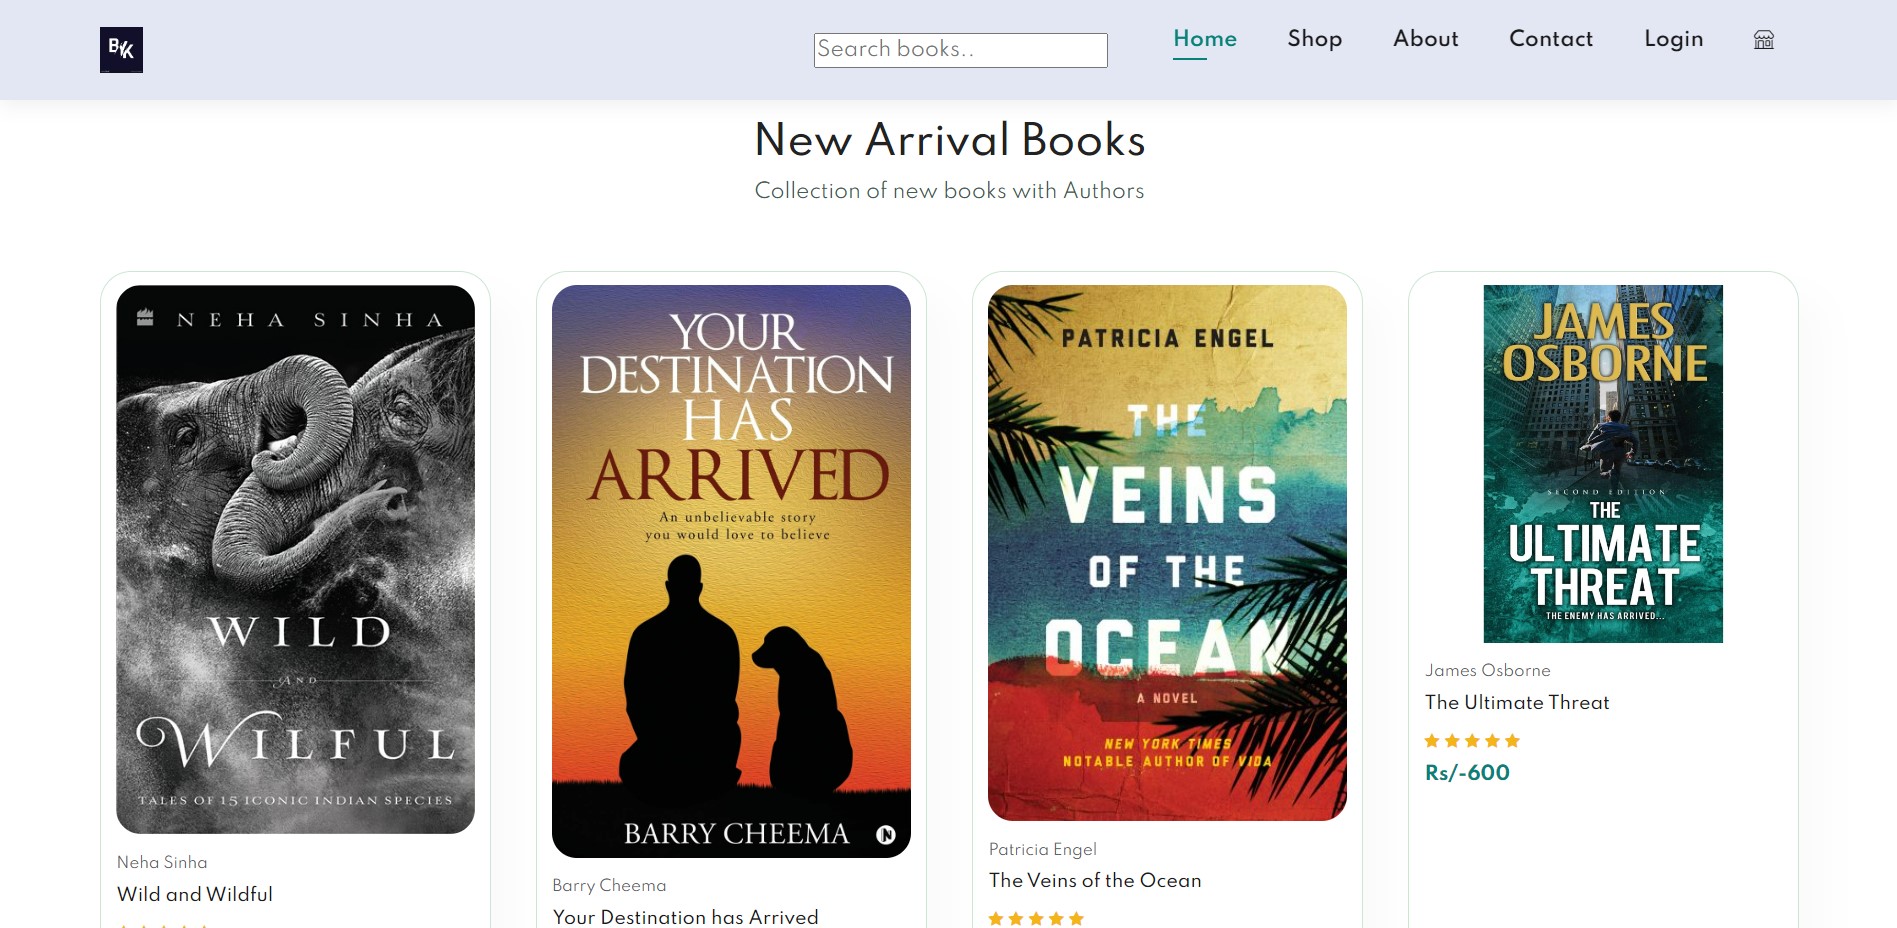 BYK
Search books..
Home
Shop
About
Contact
Login
New Arrival Books
Collection of new books with Authors
NEHA SINHA
WILD
AND
WILFUL
TALES OF 15 ICONIC INDIAN SPECIES
Neha Sinha
Wild and Wildful
YOUR
DESTINATION
HAS
ARRIVED
An unbelievable story
you would love to believe
BARRY CHEEMA
N
Barry Cheema
Your Destination has Arrived
PATRICIA ENGEL
THE
VEINS
OF THE
OCEAN
A NOVEL
NEW YORK TIMES
NOTABLE AUTHOR OF VIDA
Patricia Engel
The Veins of the Ocean
JAMES
OSBORNE
SECOND EDITION
THE
ULTIMATE
THREAT
THE ENEMY HAS ARRIVED...
James Osborne
The Ultimate Threat
Rs/-600